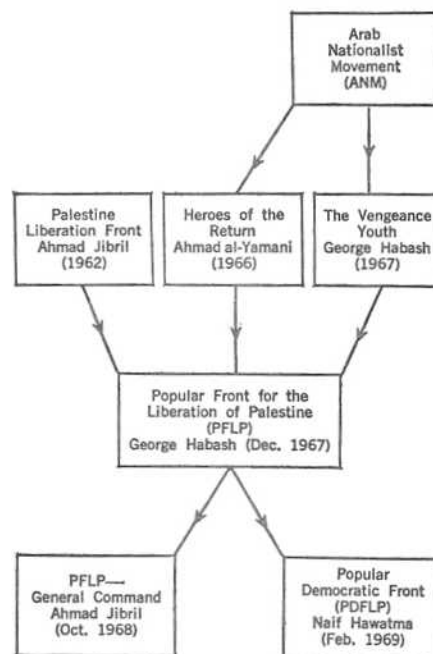 Arab
Nationalist
Movement
(ANM)
Palestine
Liberation Front
Ahmad Jibril
(1962)
Heroes of the
Return
Ahmad al-Yamani
(1966)
The Vengeance
Youth
George Habash
(1967)
Popular Front for the
Liberation of Palestine
(PFLP)
George Habash (Dec. 1967)
PFLP—
General Command
Ahmad Jibril
(Oct. 1968)
Popular
Democratic Front
(PDFLP)
Naif Hawatma
(Feb. 1969)